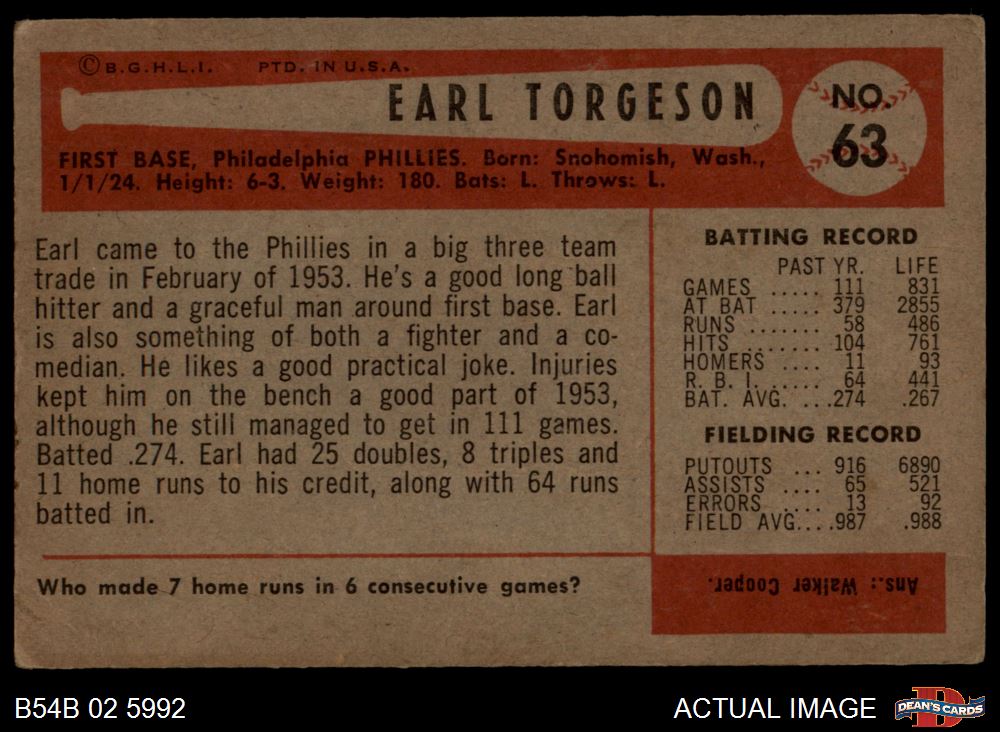 © B.G.H.L.I. PTD. IN U.S.A.
EARL TORGESON
NO.
63
FIRST BASE, Philadelphia PHILLIES. Born: Snohomish, Wash.,
1/1/24. Height: 6-3. Weight: 180. Bats: L. Throws: L.
Earl came to the Phillies in a big three team
trade in February of 1953. He's a good long ball
hitter and a graceful man around first base. Earl
is also something of both a fighter and a co-
median. He likes a good practical joke. Injuries
kept him on the bench a good part of 1953,
although he still managed to get in 111 games.
Batted .274. Earl had 25 doubles, 8 triples and
11 home runs to his credit, along with 64 runs
batted in.
BATTING RECORD
PAST YR. LIFE
GAMES ..... 111 831
AT BAT ..... 379 2855
RUNS ....... 58 486
HITS ........ 104 761
HOMERS .... 11 93
R. B. I. ...... 64 441
BAT. AVG. ...274 .267
FIELDING RECORD
PUTOUTS ... 916 6890
ASSISTS .... 65 521
ERRORS .... 13 92
FIELD AVG....987 .988
Who made 7 home runs in 6 consecutive games?
Ans.: Walker Cooper.
B54B 02 5992
ACTUAL IMAGE
D
DEAN'S CARDS